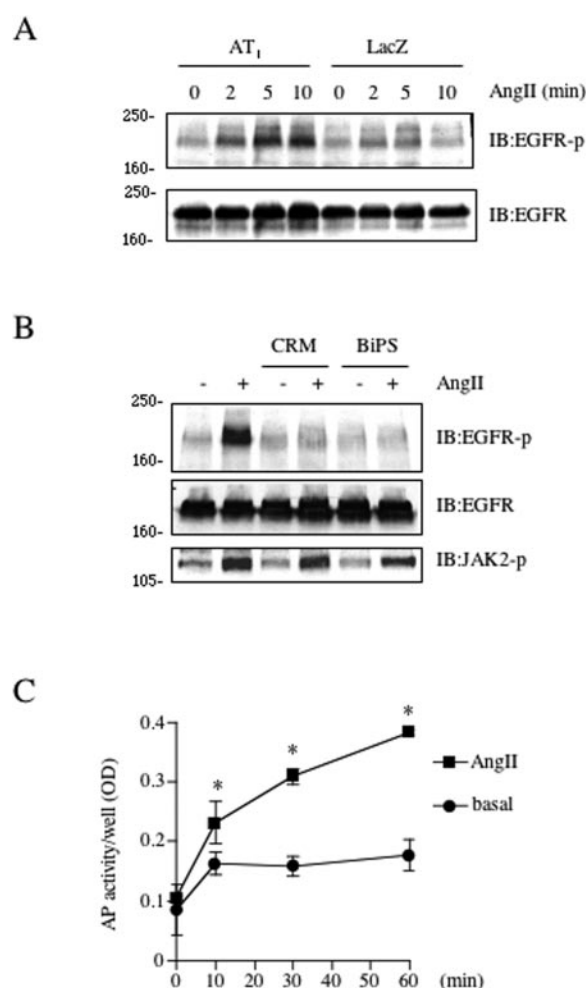 A
AT1 LacZ
0 2 5 10 0 2 5 10 AngII (min)
250-
IB:EGFR-p
160-
250-
IB:EGFR
160-
B
CRM BiPS
- + - + - + AngII
250-
IB:EGFR-p
160-
IB:EGFR
160-
IB:JAK2-p
105-
C
AP activity/well (OD)
0.4
0.3
0.2
0.1
0
* * *
AngII
basal
0 10 20 30 40 50 60 (min)